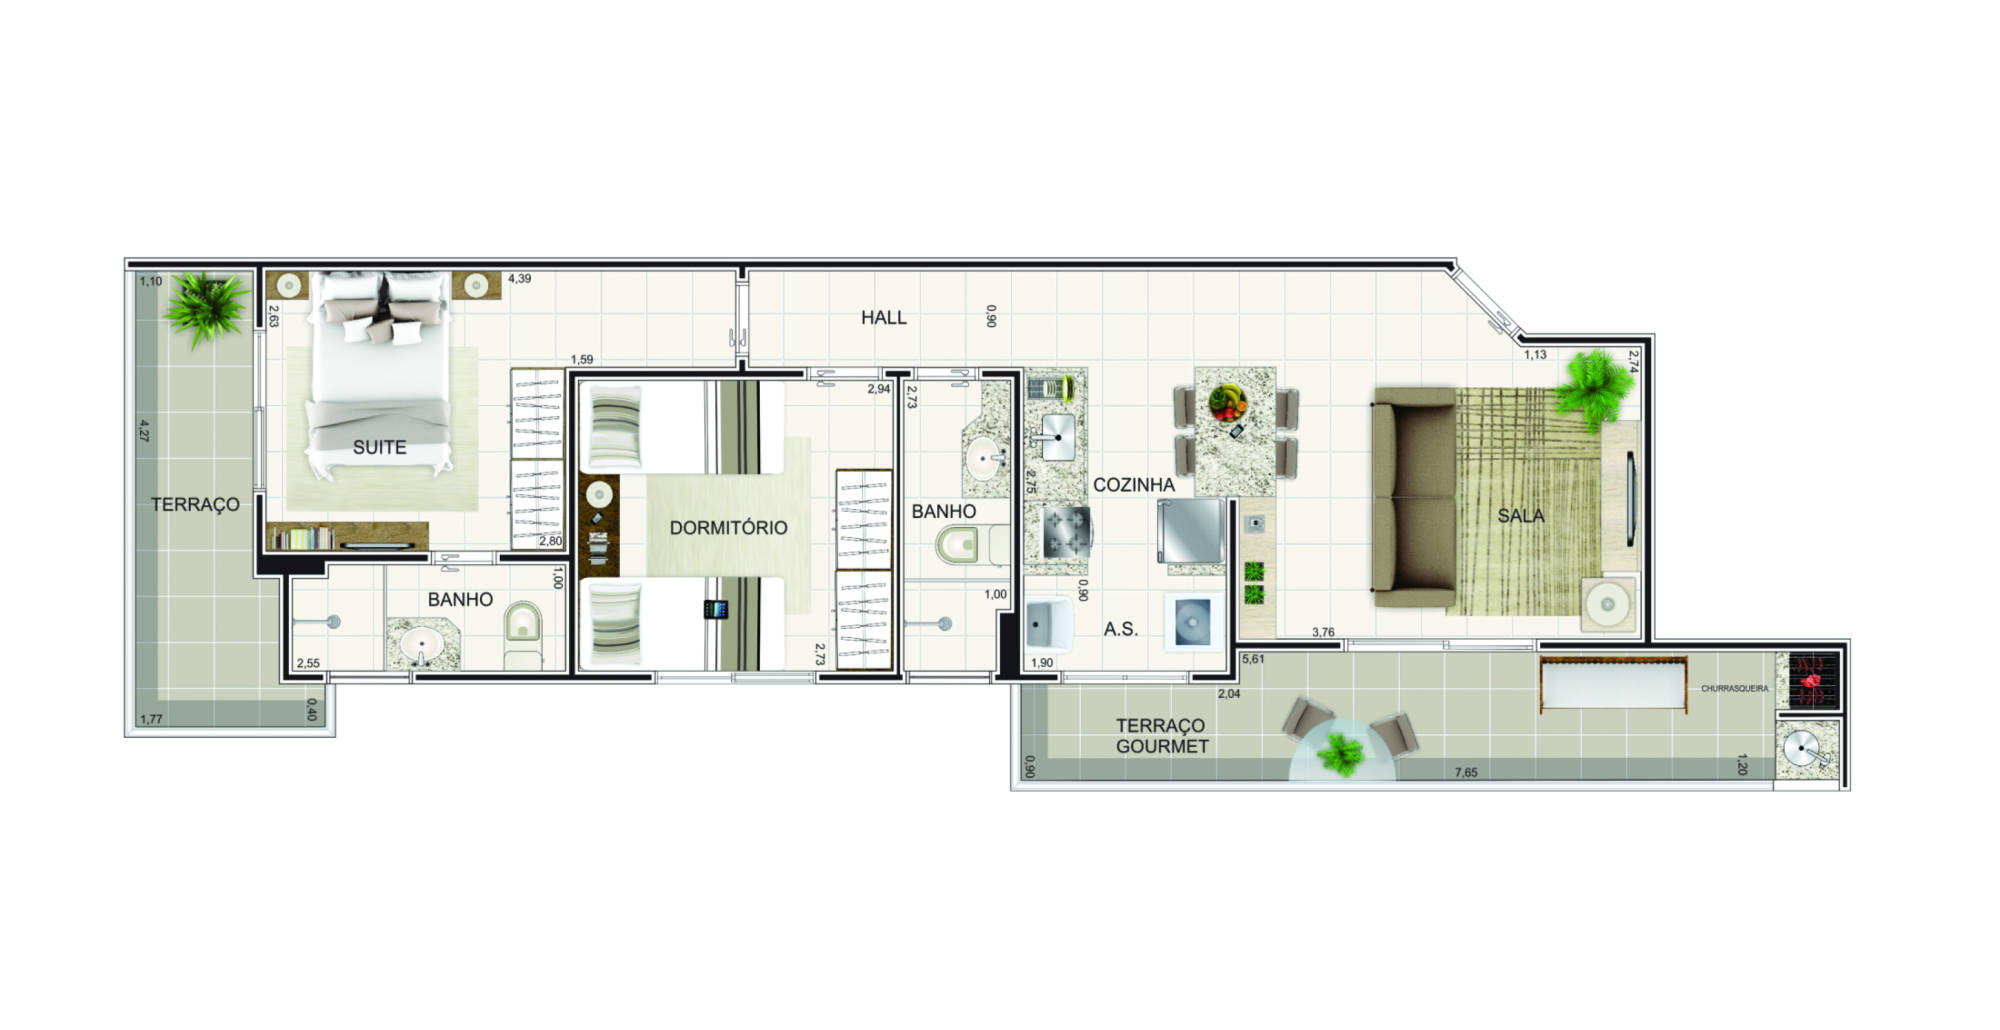 1,10
4,39
2,63
HALL
0,90
1,59
1,13
2,74
2,94
2,73
4,27
SUITE
TERRAÇO
2,75
COZINHA
BANHO
SALA
DORMITÓRIO
2,80
1,00
BANHO
0,90
1,00
A.S.
3,76
2,55
2,73
1,90
5,61
2,04
CHURRASQUEIRA
1,77
0,40
TERRAÇO
GOURMET
0,90
7,65
1,20